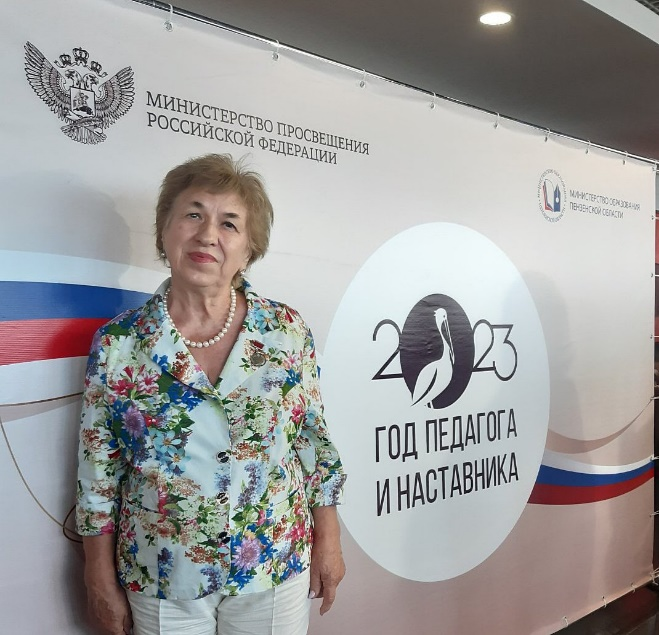 МИНИСТЕРСТВО ПРОСВЕЩЕНИЯ
РОССИЙСКОЙ ФЕДЕРАЦИИ
МИНИСТЕРСТВО ОБРАЗОВАНИЯ
ПЕНЗЕНСКОЙ ОБЛАСТИ
2023
ГОД ПЕДАГОГА
И НАСТАВНИКА